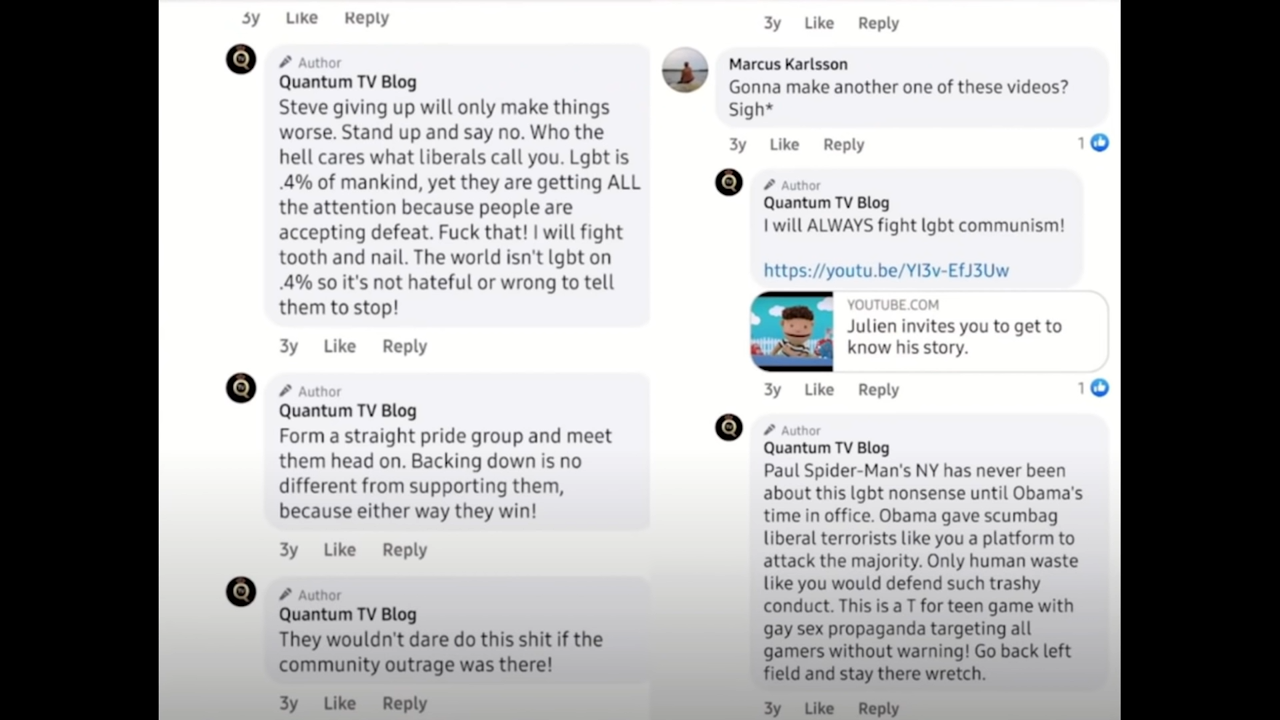 3y Like Reply
Author
Quantum TV Blog
Steve giving up will only make things
worse. Stand up and say no. Who the
hell cares what liberals call you. Lgbt is
.4% of mankind, yet they are getting ALL
the attention because people are
accepting defeat. Fuck that! I will fight
tooth and nail. The world isn't lgbt on
.4% so it's not hateful or wrong to tell
them to stop!
3y Like Reply
Author
Quantum TV Blog
Form a straight pride group and meet
them head on. Backing down is no
different from supporting them,
because either way they win!
3y Like Reply
Author
Quantum TV Blog
They wouldn't dare do this shit if the
community outrage was there!
3y Like Reply
3y Like Reply
Marcus Karlsson
Gonna make another one of these videos?
Sigh*
3y Like Reply 1
Author
Quantum TV Blog
I will ALWAYS fight lgbt communism!
https://youtu.be/YI3v-EfJ3Uw
YOUTUBE.COM
Julien invites you to get to
know his story.
3y Like Reply 1
Author
Quantum TV Blog
Paul Spider-Man's NY has never been
about this lgbt nonsense until Obama's
time in office. Obama gave scumbag
liberal terrorists like you a platform to
attack the majority. Only human waste
like you would defend such trashy
conduct. This is a T for teen game with
gay sex propaganda targeting all
gamers without warning! Go back left
field and stay there wretch.
3y Like Reply